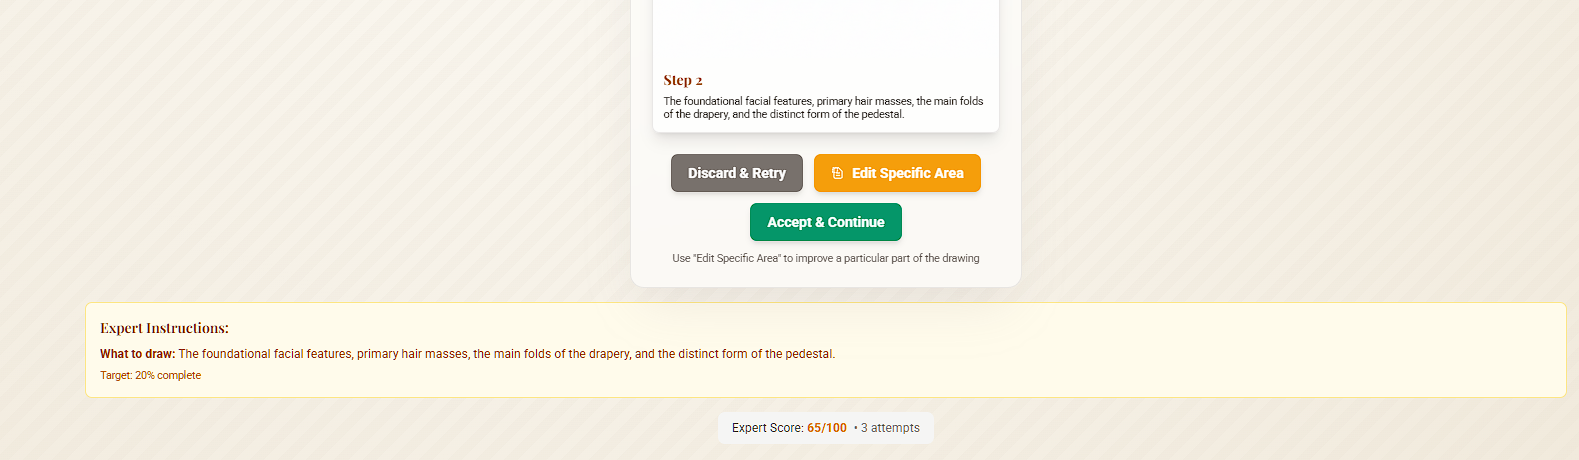 Step 2
The foundational facial features, primary hair masses, the main folds
of the drapery, and the distinct form of the pedestal.
Discard & Retry
Edit Specific Area
Accept & Continue
Use "Edit Specific Area" to improve a particular part of the drawing
Expert Instructions:
What to draw: The foundational facial features, primary hair masses, the main folds of the drapery, and the distinct form of the pedestal.
Target: 20% complete
Expert Score: 65/100 • 3 attempts